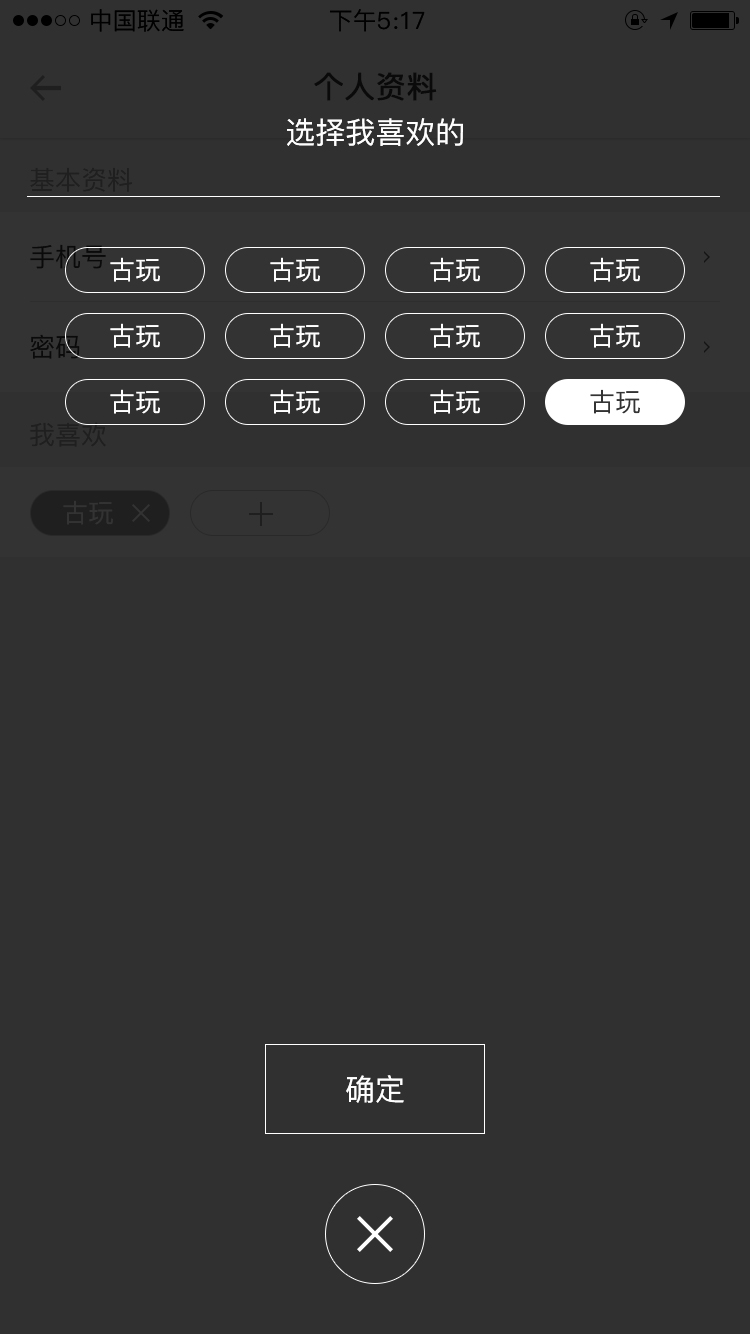 中国联通 下午5:17
个人资料
选择我喜欢的
基本资料
手机号
古玩 古玩 古玩 古玩
密码
古玩 古玩 古玩 古玩
古玩 古玩 古玩 古玩
我喜欢
古玩
确定